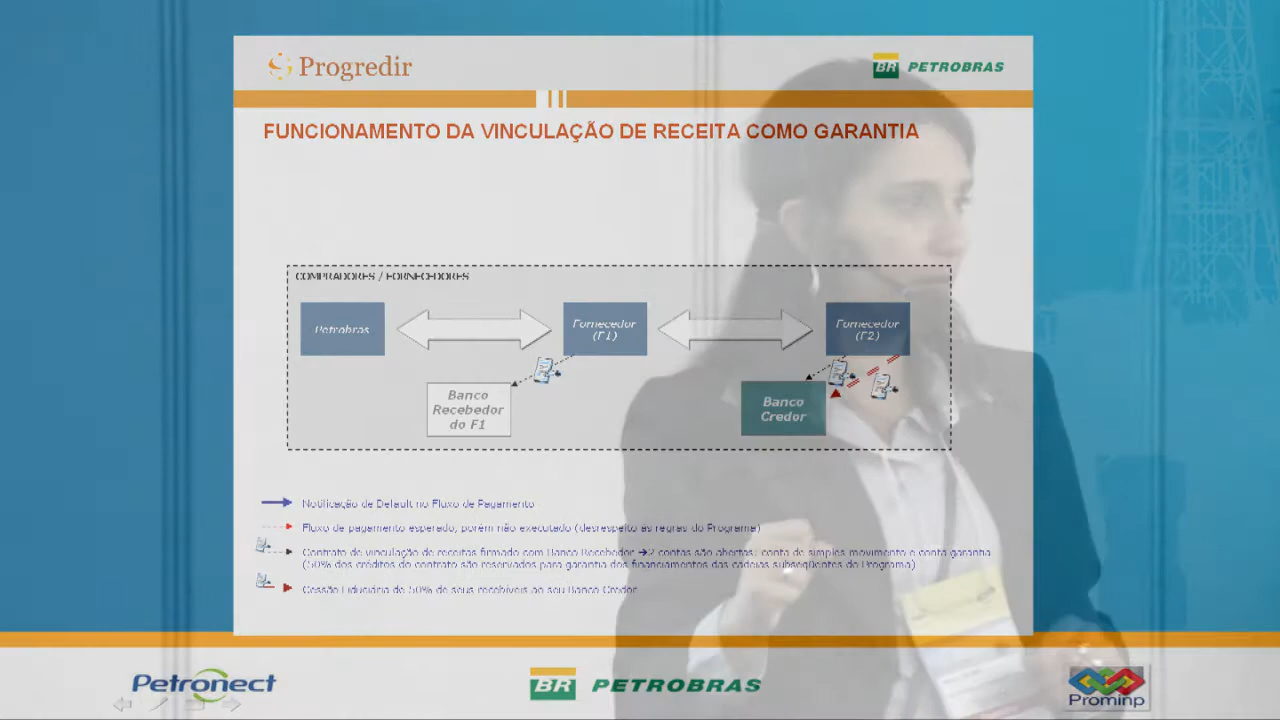 Progredir
BR PETROBRAS
FUNCIONAMENTO DA VINCULAÇÃO DE RECEITA COMO GARANTIA
COMPRADORES / FORNECEDORES
Petrobras
Fornecedor
(F1)
Fornecedor
(F2)
Banco
Recebedor
do F1
Banco
Credor
Notificação de Default no Fluxo de Pagamento
Fluxo de pagamento esperado, porém não executado (desrespeito às regras do Programa)
Contrato de vinculação de receitas firmado com Banco Recebedor →2 contas são abertas: conta de simples movimento e conta garantia
(50% dos créditos do contrato são reservados para garantia dos financiamentos das cadeias subseqüentes do Programa)
Cessão Fiduciária de 50% de seus recebíveis ao seu Banco Credor
Petronect
BR PETROBRAS
Prominp